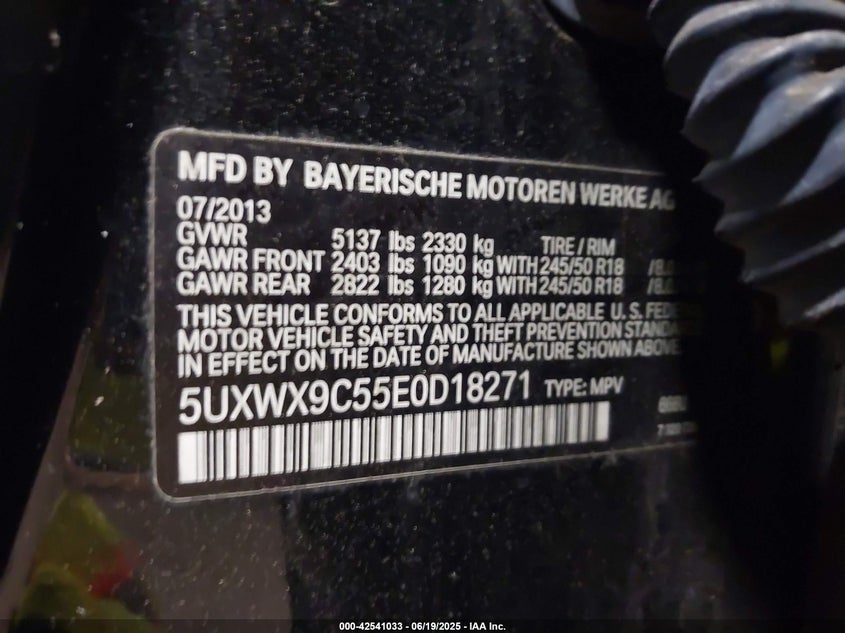 MFD BY BAYERISCHE MOTOREN WERKE AG
07/2013
GVWR 5137 lbs 2330 kg TIRE / RIM
GAWR FRONT 2403 lbs 1090 kg WITH 245/50 R18
GAWR REAR 2822 lbs 1280 kg WITH 245/50 R18
THIS VEHICLE CONFORMS TO ALL APPLICABLE U. S.
MOTOR VEHICLE SAFETY AND THEFT PREVENTION
IN EFFECT ON THE DATE OF MANUFACTURE SHOWN ABOVE
5UXWX9C55E0D18271 TYPE: MPV
000-42541033 - 06/19/2025 - IAA Inc.